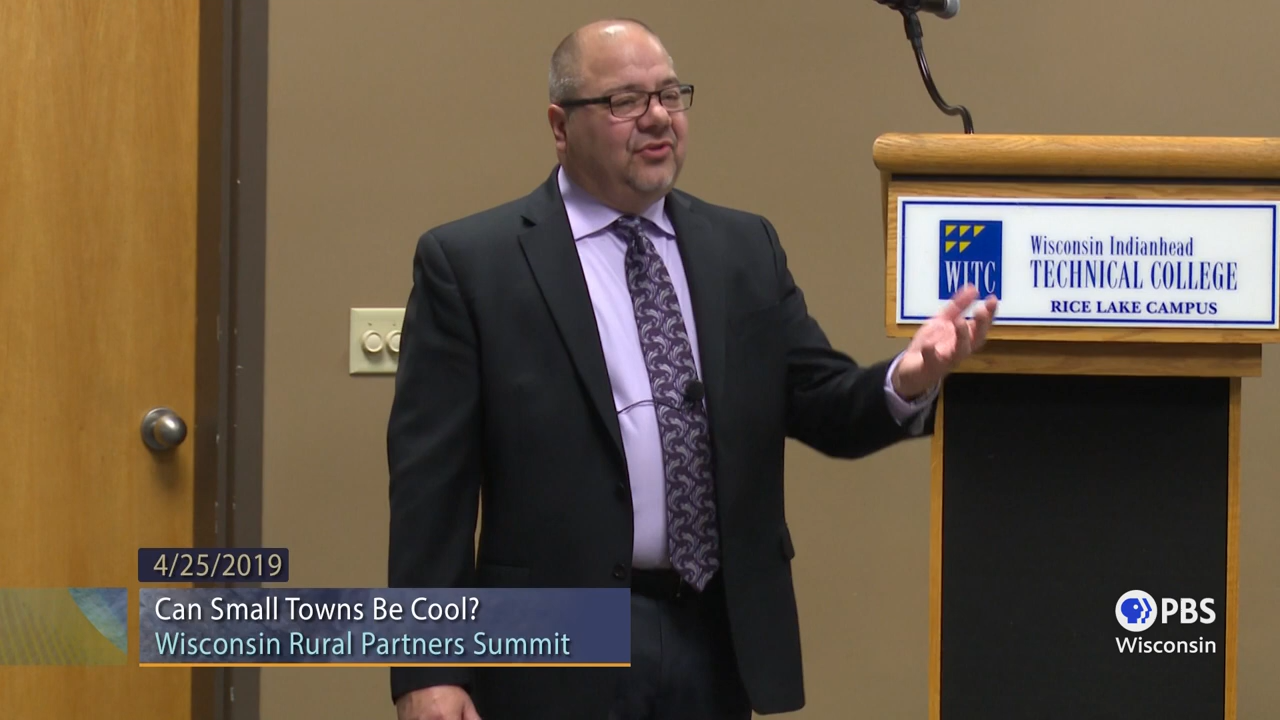 WITC
Wisconsin Indianhead
TECHNICAL COLLEGE
RICE LAKE CAMPUS
4/25/2019
Can Small Towns Be Cool?
Wisconsin Rural Partners Summit
PBS
Wisconsin